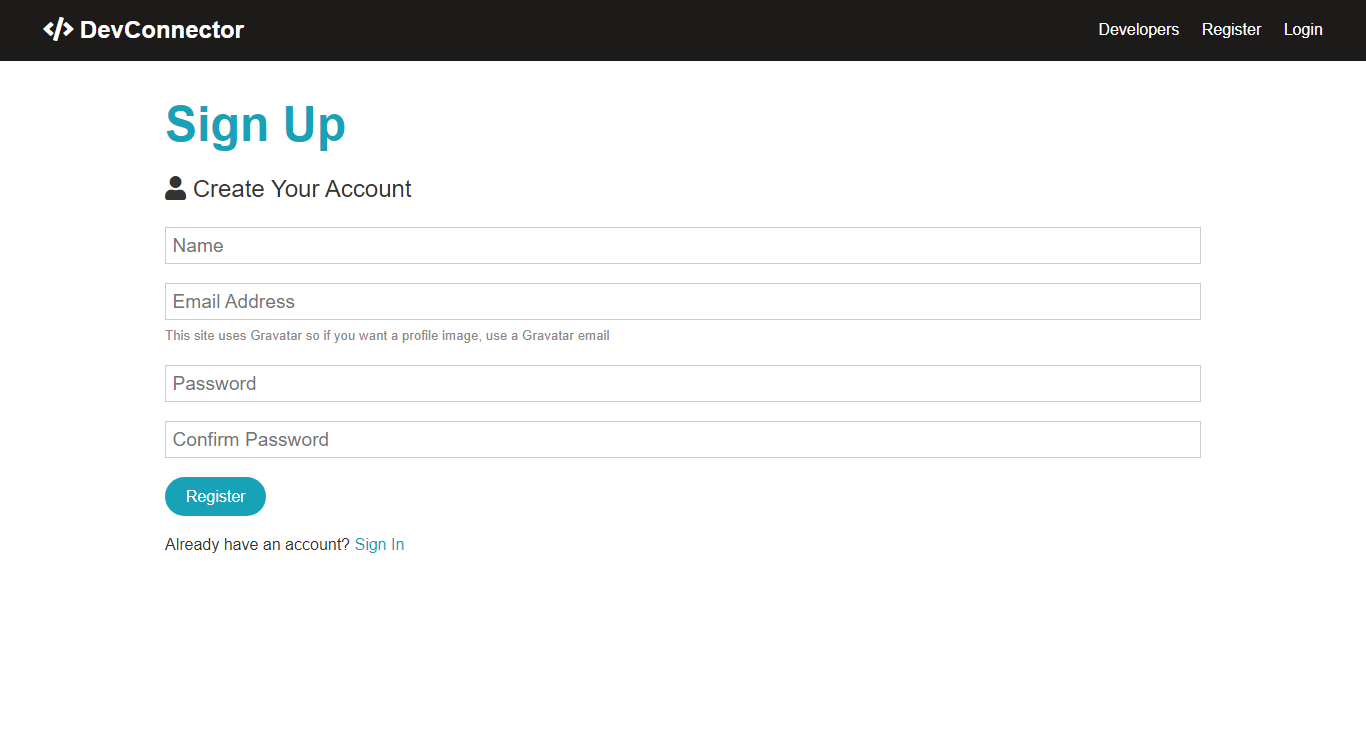 DevConnector
Developers Register Login
Sign Up
Create Your Account
Name
Email Address
This site uses Gravatar so if you want a profile image, use a Gravatar email
Password
Confirm Password
Register
Already have an account? Sign In